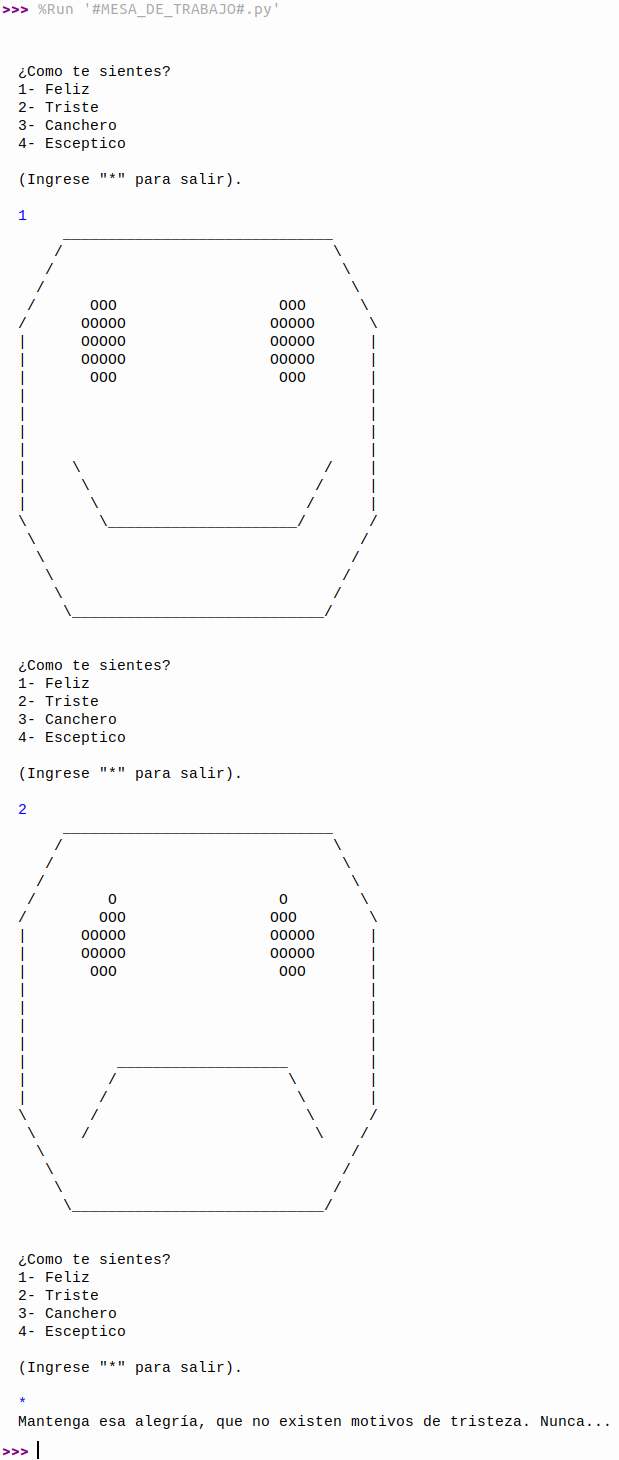 >>> %Run '#MESA_DE_TRABAJO#.py'
¿Como te sientes?
1- Feliz
2- Triste
3- Canchero
4- Esceptico
(Ingrese "*" para salir).
1
     ______________________________
    /                              \
   /                                \
  /                                  \
 /      OOO                  OOO      \
/      OOOOO                OOOOO      \
|      OOOOO                OOOOO      |
|      OOOOO                OOOOO      |
|       OOO                  OOO       |
|                                      |
|                                      |
|                                      |
|                                      |
|     \                           /    |
|      \                         /     |
|       \                       /      |
\        \_____________________/       /
 \                                    /
  \                                  /
   \                                /
    \                              /
     \____________________________/
¿Como te sientes?
1- Feliz
2- Triste
3- Canchero
4- Esceptico
(Ingrese "*" para salir).
2
     ______________________________
    /                              \
   /                                \
  /                                  \
 /        O                  O        \
/        OOO                OOO        \
|      OOOOO                OOOOO      |
|      OOOOO                OOOOO      |
|       OOO                  OOO       |
|                                      |
|                                      |
|                                      |
|                                      |
|          ___________________         |
|         /                   \        |
|        /                     \       |
\       /                       \      /
 \     /                         \    /
  \                                  /
   \                                /
    \                              /
     \____________________________/
¿Como te sientes?
1- Feliz
2- Triste
3- Canchero
4- Esceptico
(Ingrese "*" para salir).
*
Mantenga esa alegría, que no existen motivos de tristeza. Nunca...
>>>